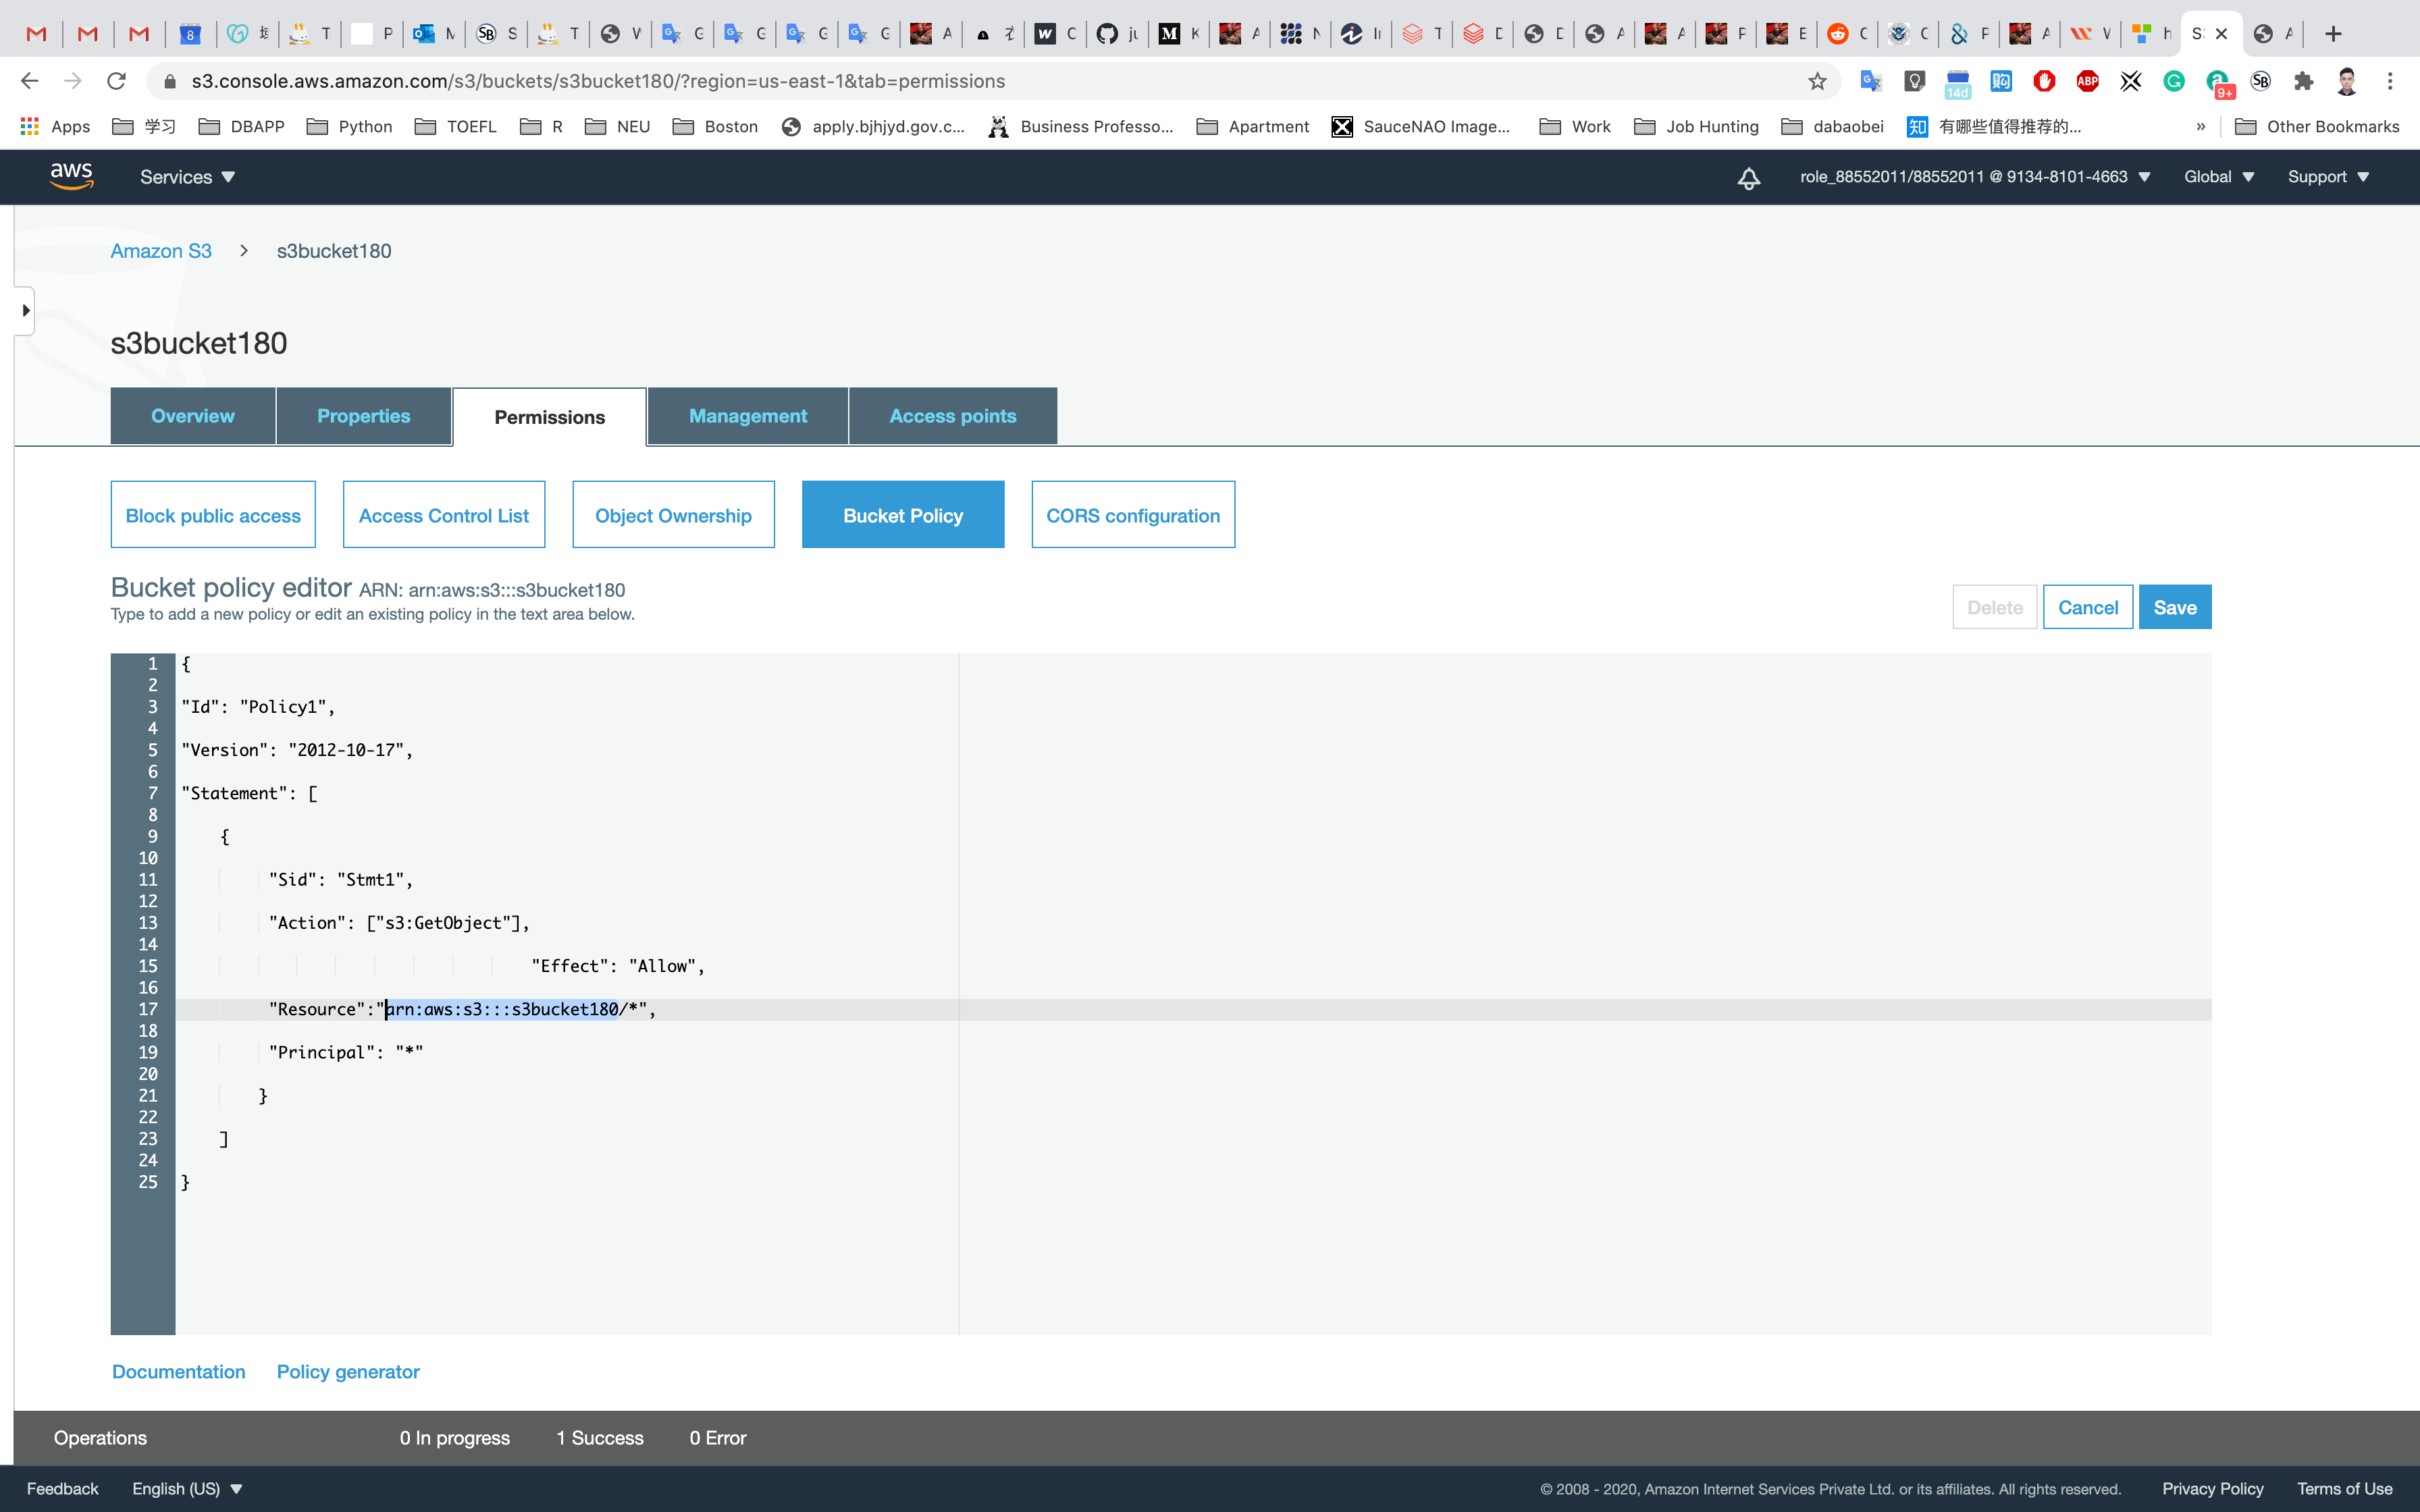 s3.console.aws.amazon.com/s3/buckets/s3bucket180/?region=us-east-1&tab=permissions
14d
ABP
9+
Apps
学习
DBAPP
Python
TOEFL
R
NEU
Boston
apply.bjhjyd.gov.c...
Business Professo...
Apartment
SauceNAO Image...
Work
Job Hunting
dabaobei
知 有哪些值得推荐的...
»
Other Bookmarks
aws
Services
role_88552011/88552011 @ 9134-8101-4663
Global
Support
Amazon S3 > s3bucket180
s3bucket180
Overview
Properties
Permissions
Management
Access points
Block public access
Access Control List
Object Ownership
Bucket Policy
CORS configuration
Bucket policy editor ARN: arn:aws:s3:::s3bucket180
Type to add a new policy or edit an existing policy in the text area below.
Delete
Cancel
Save
1 {
2
3 "Id": "Policy1",
4
5 "Version": "2012-10-17",
6
7 "Statement": [
8
9 {
10
11 "Sid": "Stmt1",
12
13 "Action": ["s3:GetObject"],
14
15 "Effect": "Allow",
16
17 "Resource":"arn:aws:s3:::s3bucket180/*",
18
19 "Principal": "*"
20
21 }
22
23 ]
24
25 }
Documentation
Policy generator
Operations
0 In progress
1 Success
0 Error
Feedback
English (US)
© 2008 - 2020, Amazon Internet Services Private Ltd. or its affiliates. All rights reserved.
Privacy Policy
Terms of Use